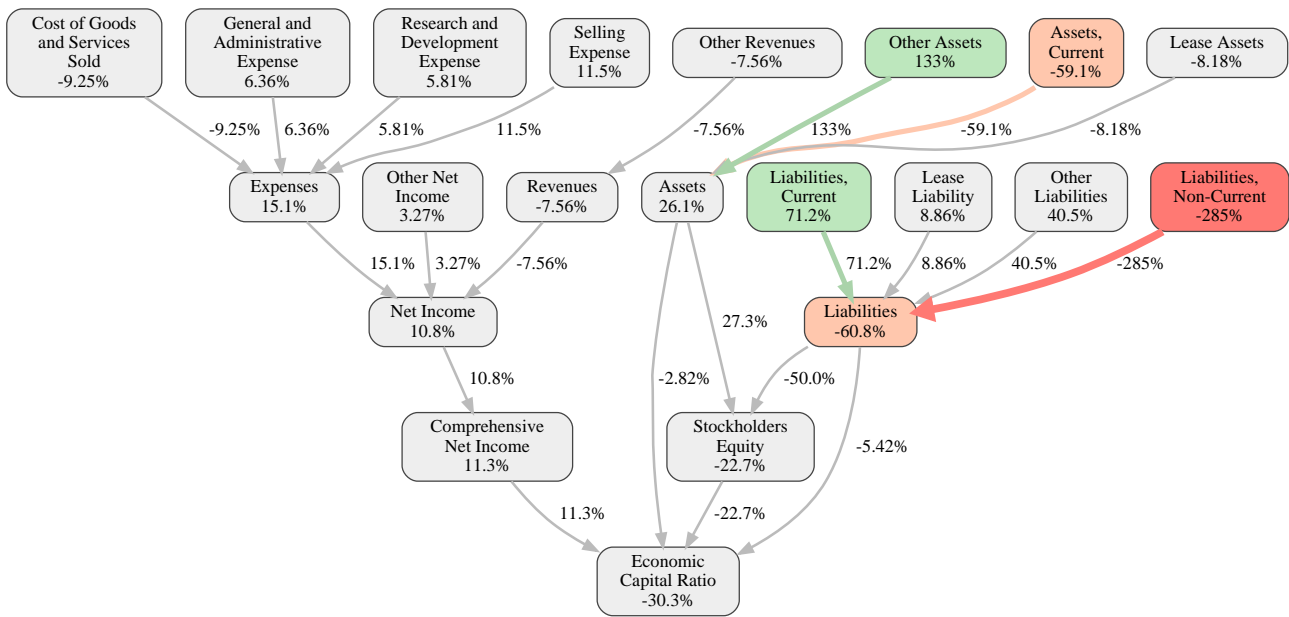 Cost of Goods
and Services
Sold
-9.25%
General and
Administrative
Expense
6.36%
Research and
Development
Expense
5.81%
Selling
Expense
11.5%
Other Revenues
-7.56%
Other Assets
133%
Assets,
Current
-59.1%
Lease Assets
-8.18%
-9.25%
6.36%
5.81%
11.5%
-7.56%
133%
-59.1%
-8.18%
Expenses
15.1%
Other Net
Income
3.27%
Revenues
-7.56%
Assets
26.1%
Liabilities,
Current
71.2%
Lease
Liability
8.86%
Other
Liabilities
40.5%
Liabilities,
Non-Current
-285%
15.1%
3.27%
-7.56%
71.2%
8.86%
40.5%
-285%
Net Income
10.8%
27.3%
Liabilities
-60.8%
10.8%
-2.82%
-50.0%
Comprehensive
Net Income
11.3%
Stockholders
Equity
-22.7%
-5.42%
11.3%
-22.7%
Economic
Capital Ratio
-30.3%